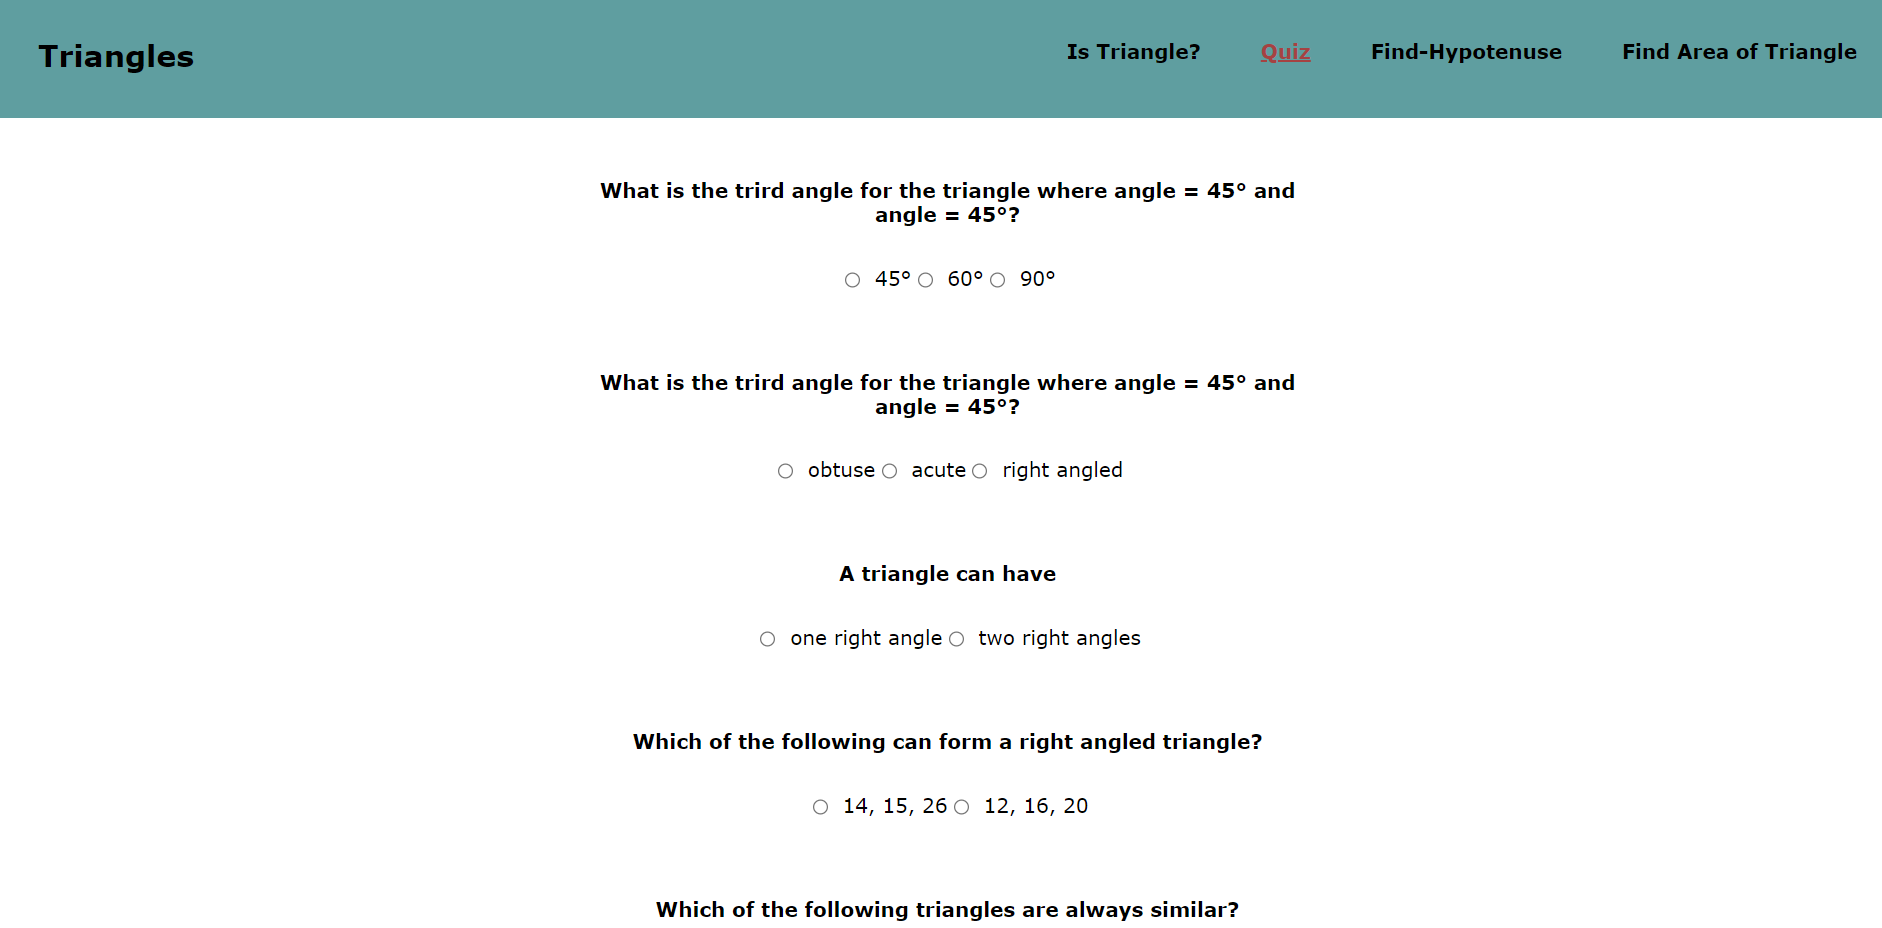 Triangles
Is Triangle? Quiz Find-Hypotenuse Find Area of Triangle
What is the trird angle for the triangle where angle = 45° and
angle = 45°?
45° 60° 90°
What is the trird angle for the triangle where angle = 45° and
angle = 45°?
obtuse acute right angled
A triangle can have
one right angle two right angles
Which of the following can form a right angled triangle?
14, 15, 26 12, 16, 20
Which of the following triangles are always similar?